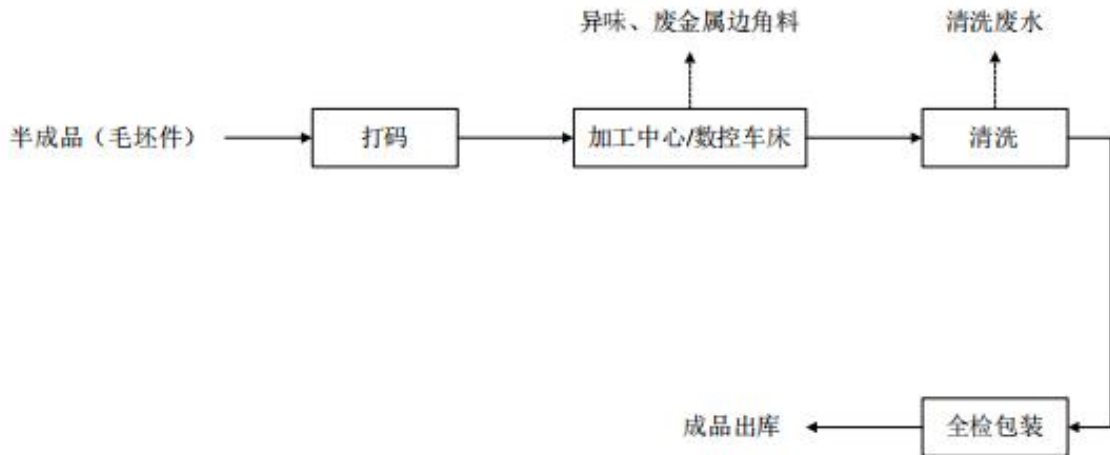 异味、废金属边角料
清洗废水
半成品（毛坯件）
打码
加工中心/数控车床
清洗
成品出库
全检包装